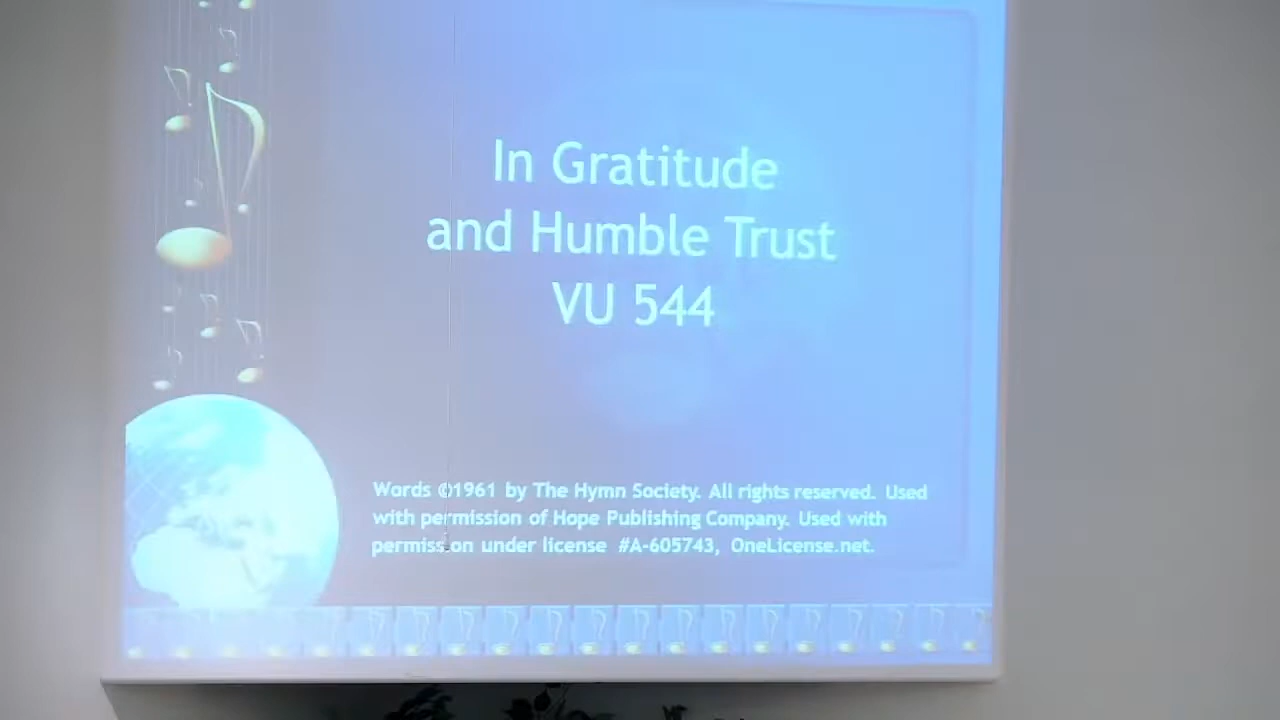 In Gratitude
and Humble Trust
VU 544
Words ©1961 by The Hymn Society. All rights reserved. Used
with permission of Hope Publishing Company. Used with
permission under license #A-605743, OneLicense.net.